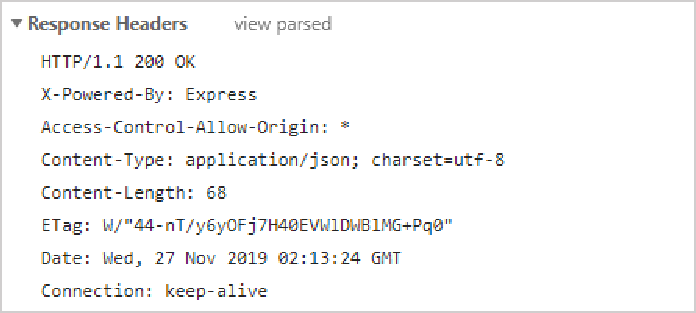 Response Headers view parsed
HTTP/1.1 200 OK
X-Powered-By: Express
Access-Control-Allow-Origin: *
Content-Type: application/json; charset=utf-8
Content-Length: 68
ETag: W/"44-nT/y6yOFj7H40EVWlDWBlMG+Pq0"
Date: Wed, 27 Nov 2019 02:13:24 GMT
Connection: keep-alive